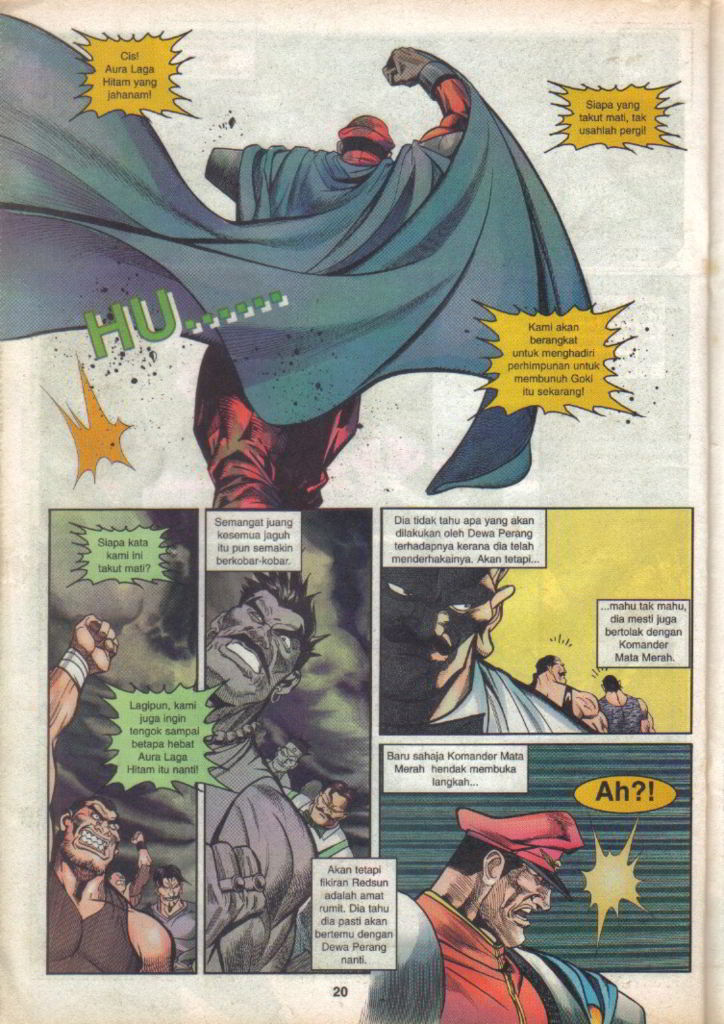 Cis!
Aura Laga
Hitam yang
jahanam!
Siapa yang
takut mati, tak
usahlah pergi!
HU......
Kami akan
berangkat
untuk menghadiri
perhimpunan untuk
membunuh Goki
itu sekarang!
Siapa kata
kami ini
takut mati?
Lagipun, kami
juga ingin
tengok sampai
betapa hebat
Aura Laga
Hitam itu nanti!
Semangat juang
kesemua jaguh
itu pun semakin
berkobar-kobar.
Akan tetapi
fikiran Redsun
adalah amat
rumit. Dia tahu
dia pasti akan
bertemu dengan
Dewa Perang
nanti.
Dia tidak tahu apa yang akan
dilakukan oleh Dewa Perang
terhadapnya kerana dia telah
menderhakainya. Akan tetapi...
...mahu tak mahu,
dia mesti juga
bertolak dengan
Komander
Mata Merah.
Baru sahaja Komander Mata
Merah hendak membuka
langkah...
Ah?!
20